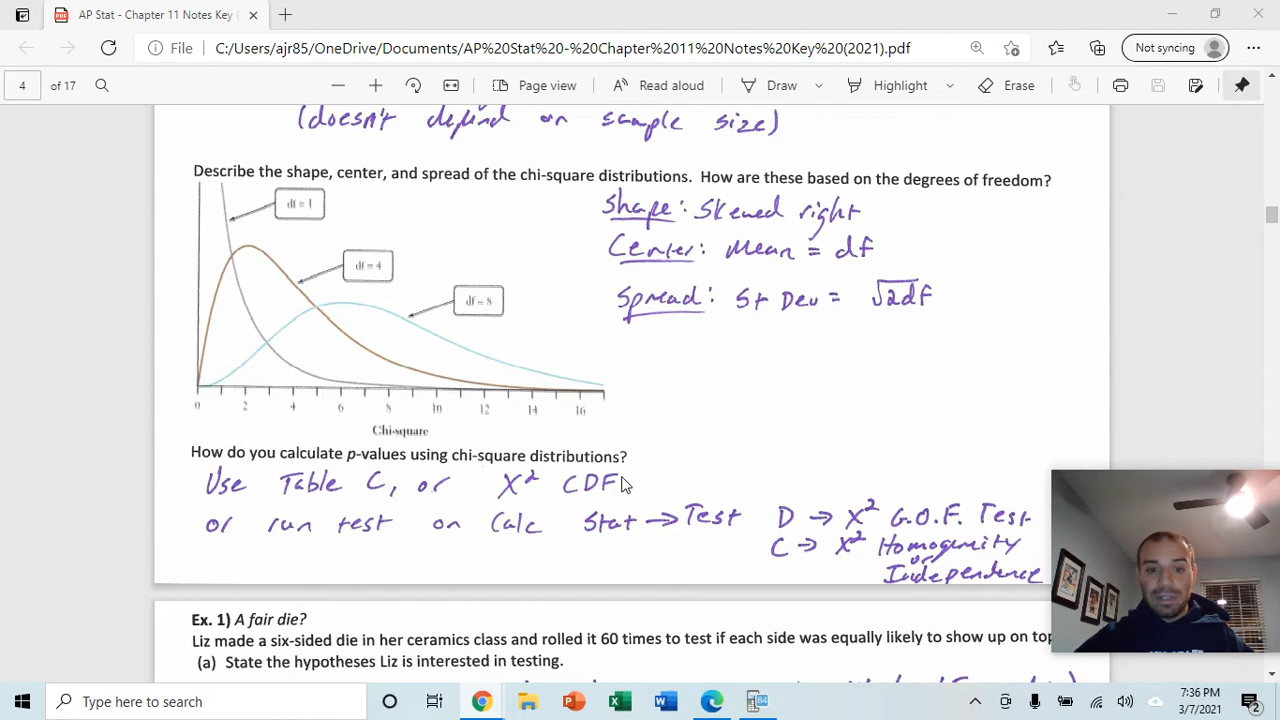 AP Stat - Chapter 11 Notes Key (
File
C:/Users/ajr85/OneDrive/Documents/AP%20Stat%20-%20Chapter%2011%20Notes%20Key%20(2021).pdf
Not syncing
4 of 17
Page view
Read aloud
Draw
Highlight
Erase
(doesn't depend on sample size)
Describe the shape, center, and spread of the chi-square distributions. How are these based on the degrees of freedom?
df = 1
df = 4
df = 8
0 2 4 6 8 10 12 14 16
Chi-square
Shape: Skewed right
Center: Mean = df
Spread: St Dev = √2df
How do you calculate p-values using chi-square distributions?
Use Table C, or X² CDF
or run test on Calc Stat → Test
D → X² G.O.F. Test
C → X² Homogenity
or
Independence
Ex. 1) A fair die?
Liz made a six-sided die in her ceramics class and rolled it 60 times to test if each side was equally likely to show up on top
(a) State the hypotheses Liz is interested in testing.
Type here to search
7:36 PM
3/7/2021
2